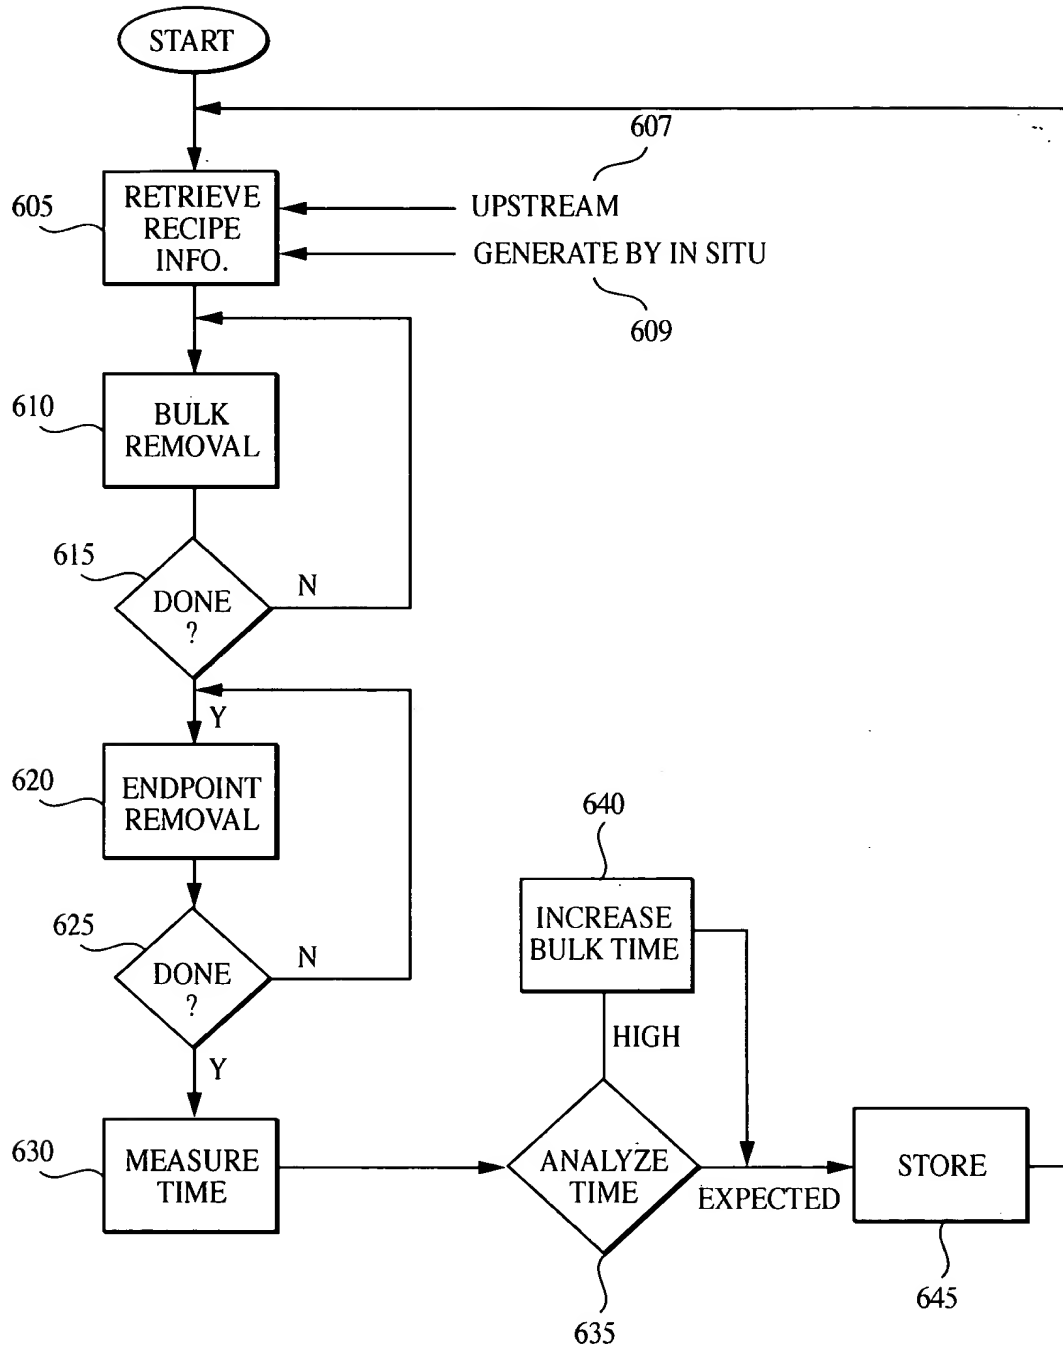 START
607
605
RETRIEVE
RECIPE
INFO.
UPSTREAM
GENERATE BY IN SITU
609
610
BULK
REMOVAL
615
DONE
?
N
Y
620
ENDPOINT
REMOVAL
625
DONE
?
N
Y
630
MEASURE
TIME
640
INCREASE
BULK TIME
HIGH
ANALYZE
TIME
EXPECTED
635
STORE
645